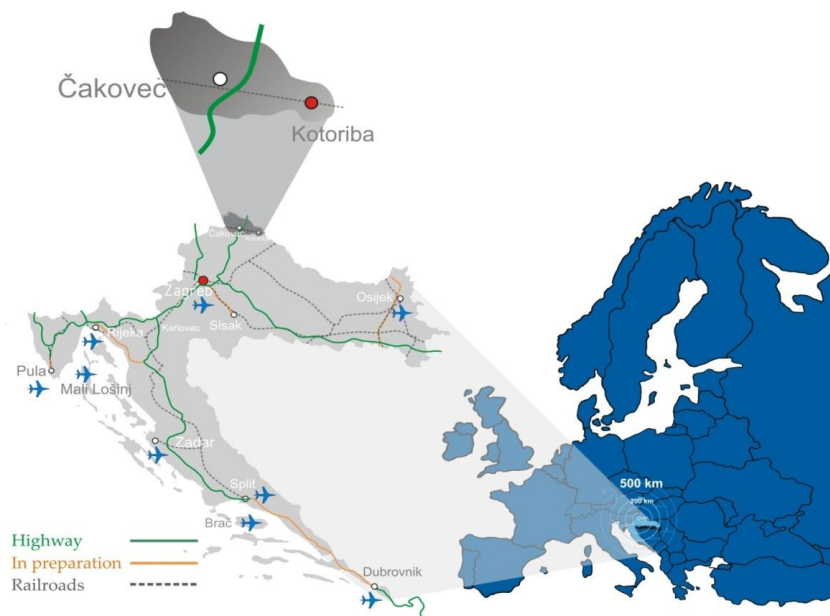 Čakovec
Kotoriba
Čakovec
Zagreb
Osijek
Sisak
Karlovac
Rijeka
Pula
Mali Lošinj
Zadar
Split
Brač
Dubrovnik
500 km
200 km
Highway
In preparation
Railroads